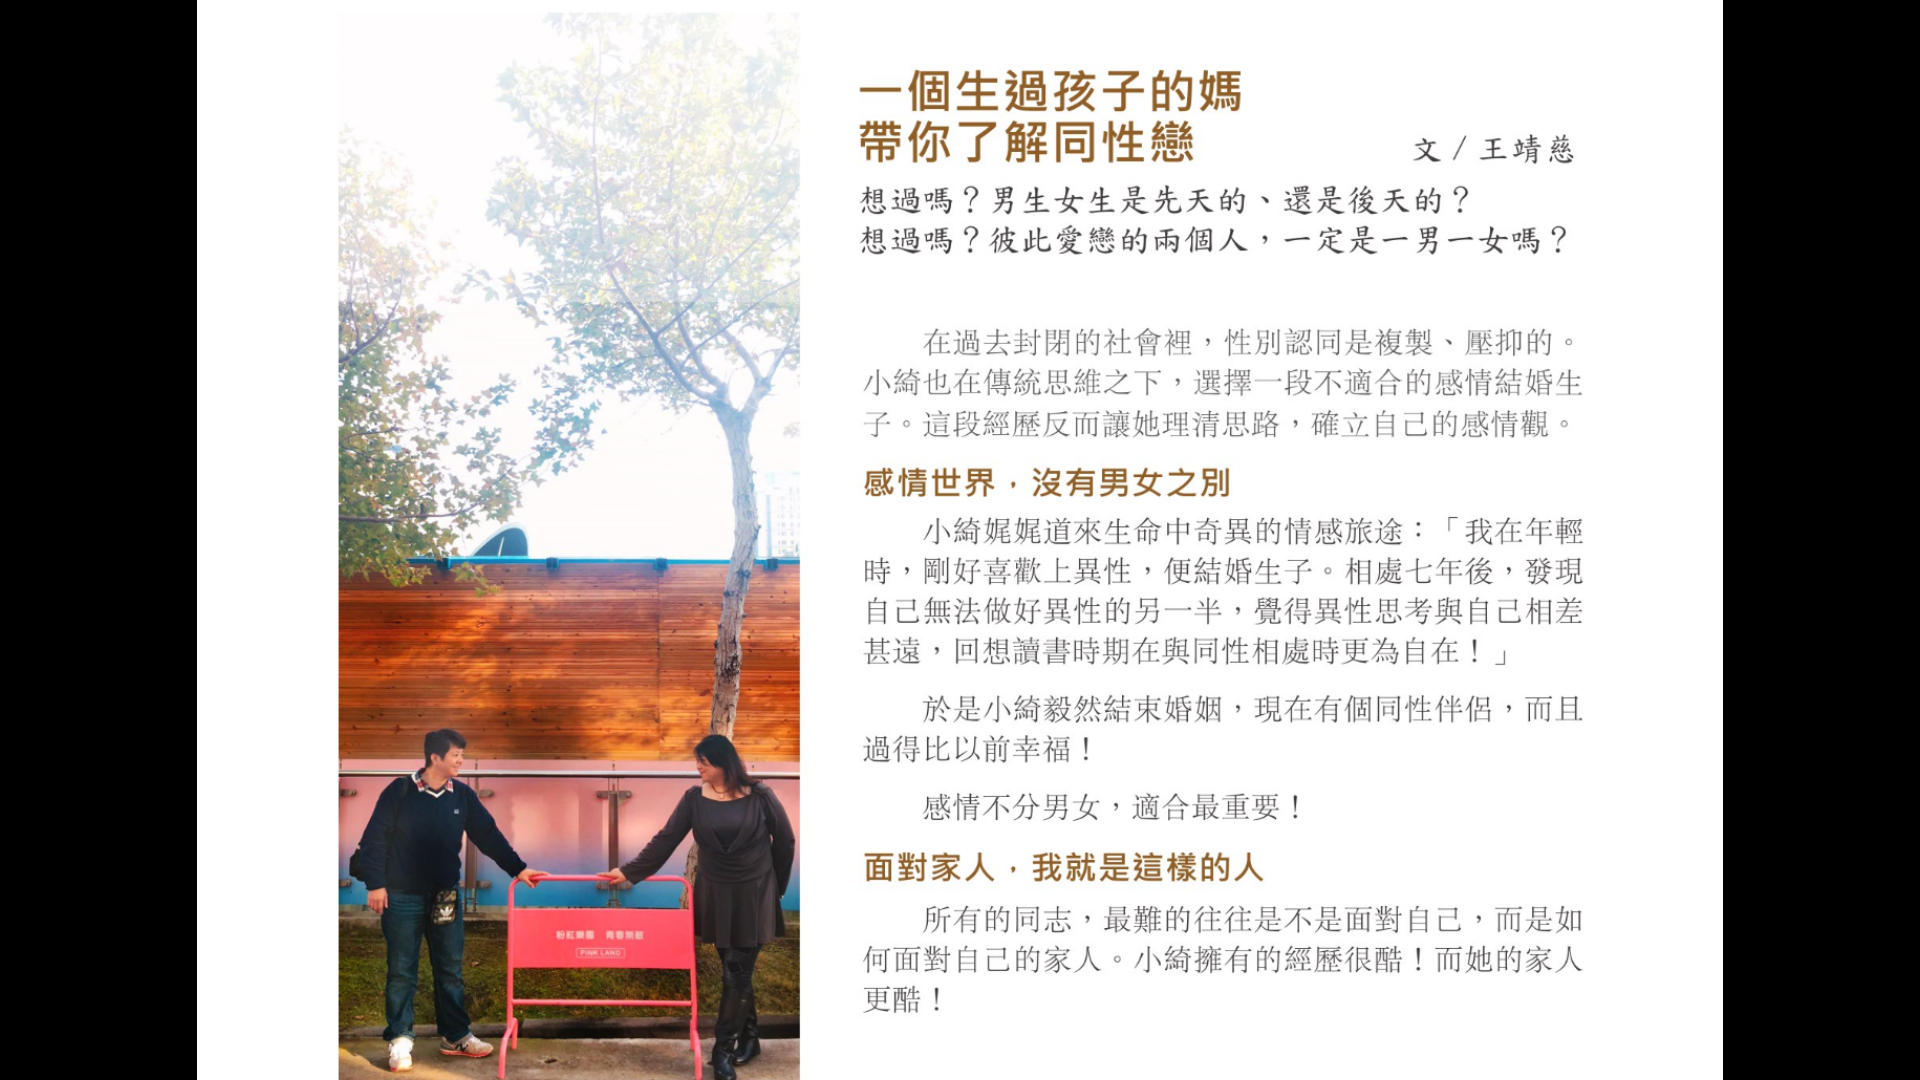 一個生過孩子的媽
帶你了解同性戀
文／王靖慈
想過嗎？男生女生是先天的、還是後天的？
想過嗎？彼此愛戀的兩個人，一定是一男一女嗎？
在過去封閉的社會裡，性別認同是複製、壓抑的。
小綺也在傳統思維之下，選擇一段不適合的感情結婚生
子。這段經歷反而讓她理清思路，確立自己的感情觀。
感情世界，沒有男女之別
小綺娓娓道來生命中奇異的情感旅途：「我在年輕
時，剛好喜歡上異性，便結婚生子。相處七年後，發現
自己無法做好異性的另一半，覺得異性思考與自己相差
甚遠，回想讀書時期在與同性相處時更為自在！」
於是小綺毅然結束婚姻，現在有個同性伴侶，而且
過得比以前幸福！
感情不分男女，適合最重要！
面對家人，我就是這樣的人
所有的同志，最難的往往是不是面對自己，而是如
何面對自己的家人。小綺擁有的經歷很酷！而她的家人
更酷！
粉紅樂園 青春無敵
PINK LAND